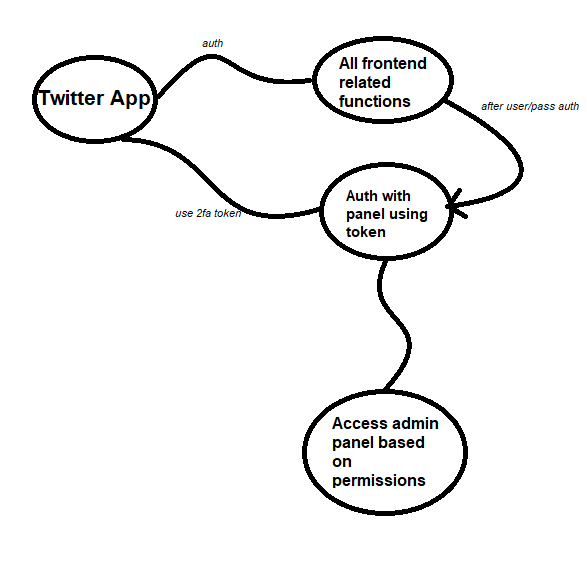 auth
All frontend
related
functions
Twitter App
after user/pass auth
Auth with
panel using
token
use 2fa token
Access admin
panel based
on
permissions